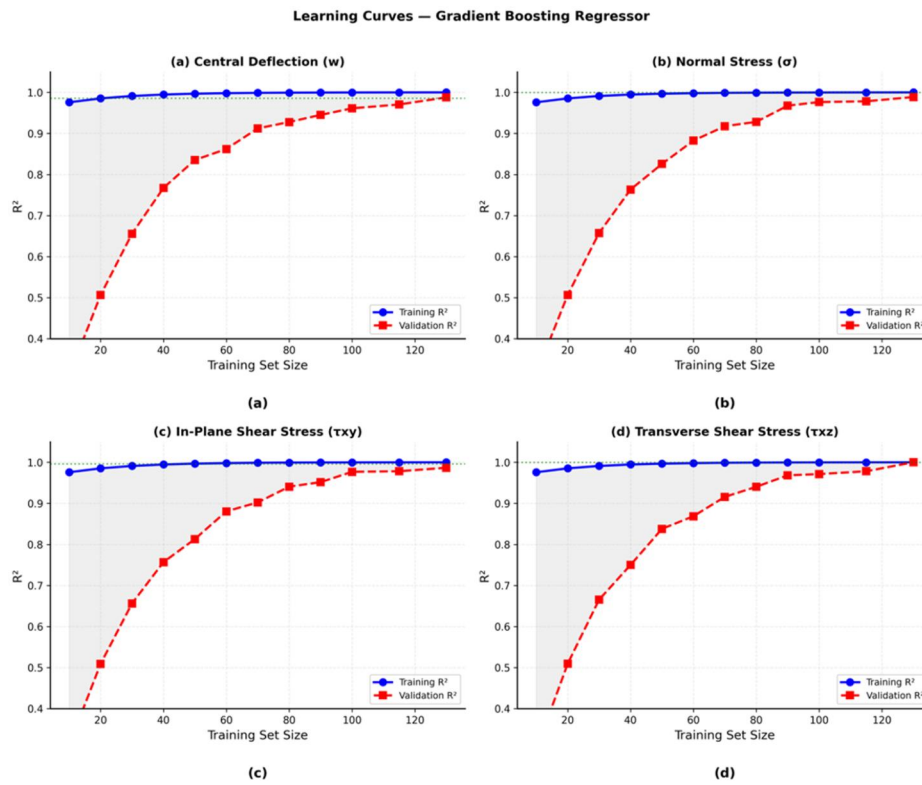 Learning Curves — Gradient Boosting Regressor
(a) Central Deflection (w)
1.0
0.9
0.8
0.7
0.6
0.5
0.4
R²
20 40 60 80 100 120
Training Set Size
Training R²
Validation R²
(a)
(b) Normal Stress (σ)
1.0
0.9
0.8
0.7
0.6
0.5
0.4
R²
20 40 60 80 100 120
Training Set Size
Training R²
Validation R²
(b)
(c) In-Plane Shear Stress (τxy)
1.0
0.9
0.8
0.7
0.6
0.5
0.4
R²
20 40 60 80 100 120
Training Set Size
Training R²
Validation R²
(c)
(d) Transverse Shear Stress (τxz)
1.0
0.9
0.8
0.7
0.6
0.5
0.4
R²
20 40 60 80 100 120
Training Set Size
Training R²
Validation R²
(d)